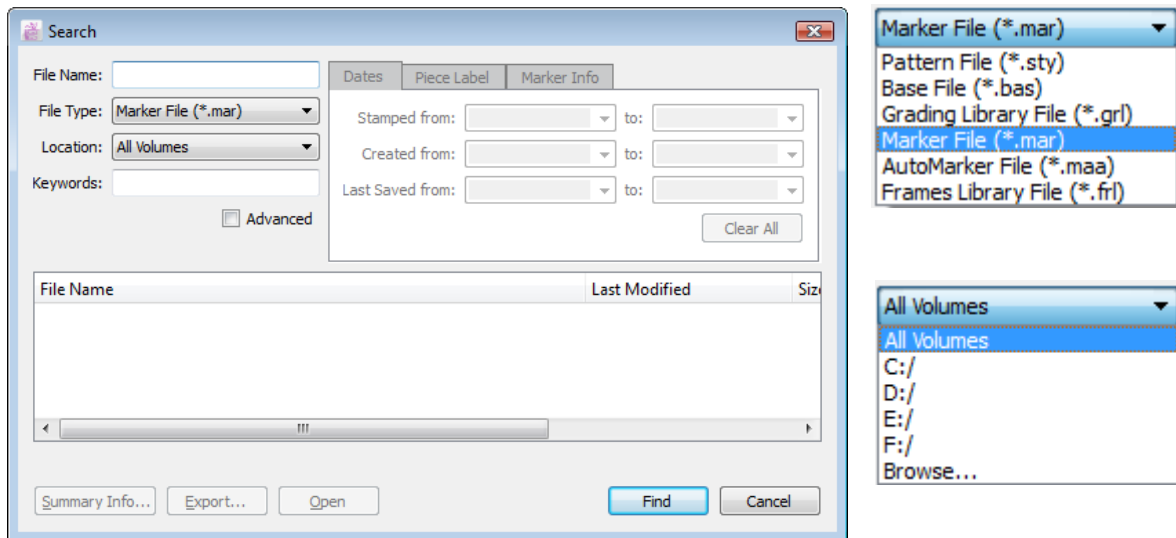 Search
File Name:
File Type: Marker File (*.mar)
Location: All Volumes
Keywords:
Advanced
Dates Piece Label Marker Info
Stamped from: to:
Created from: to:
Last Saved from: to:
Clear All
File Name Last Modified Siz
Summary Info... Export... Open Find Cancel
Marker File (*.mar)
Pattern File (*.sty)
Base File (*.bas)
Grading Library File (*.grl)
Marker File (*.mar)
AutoMarker File (*.maa)
Frames Library File (*.frl)
All Volumes
All Volumes
C:/
D:/
E:/
F:/
Browse...